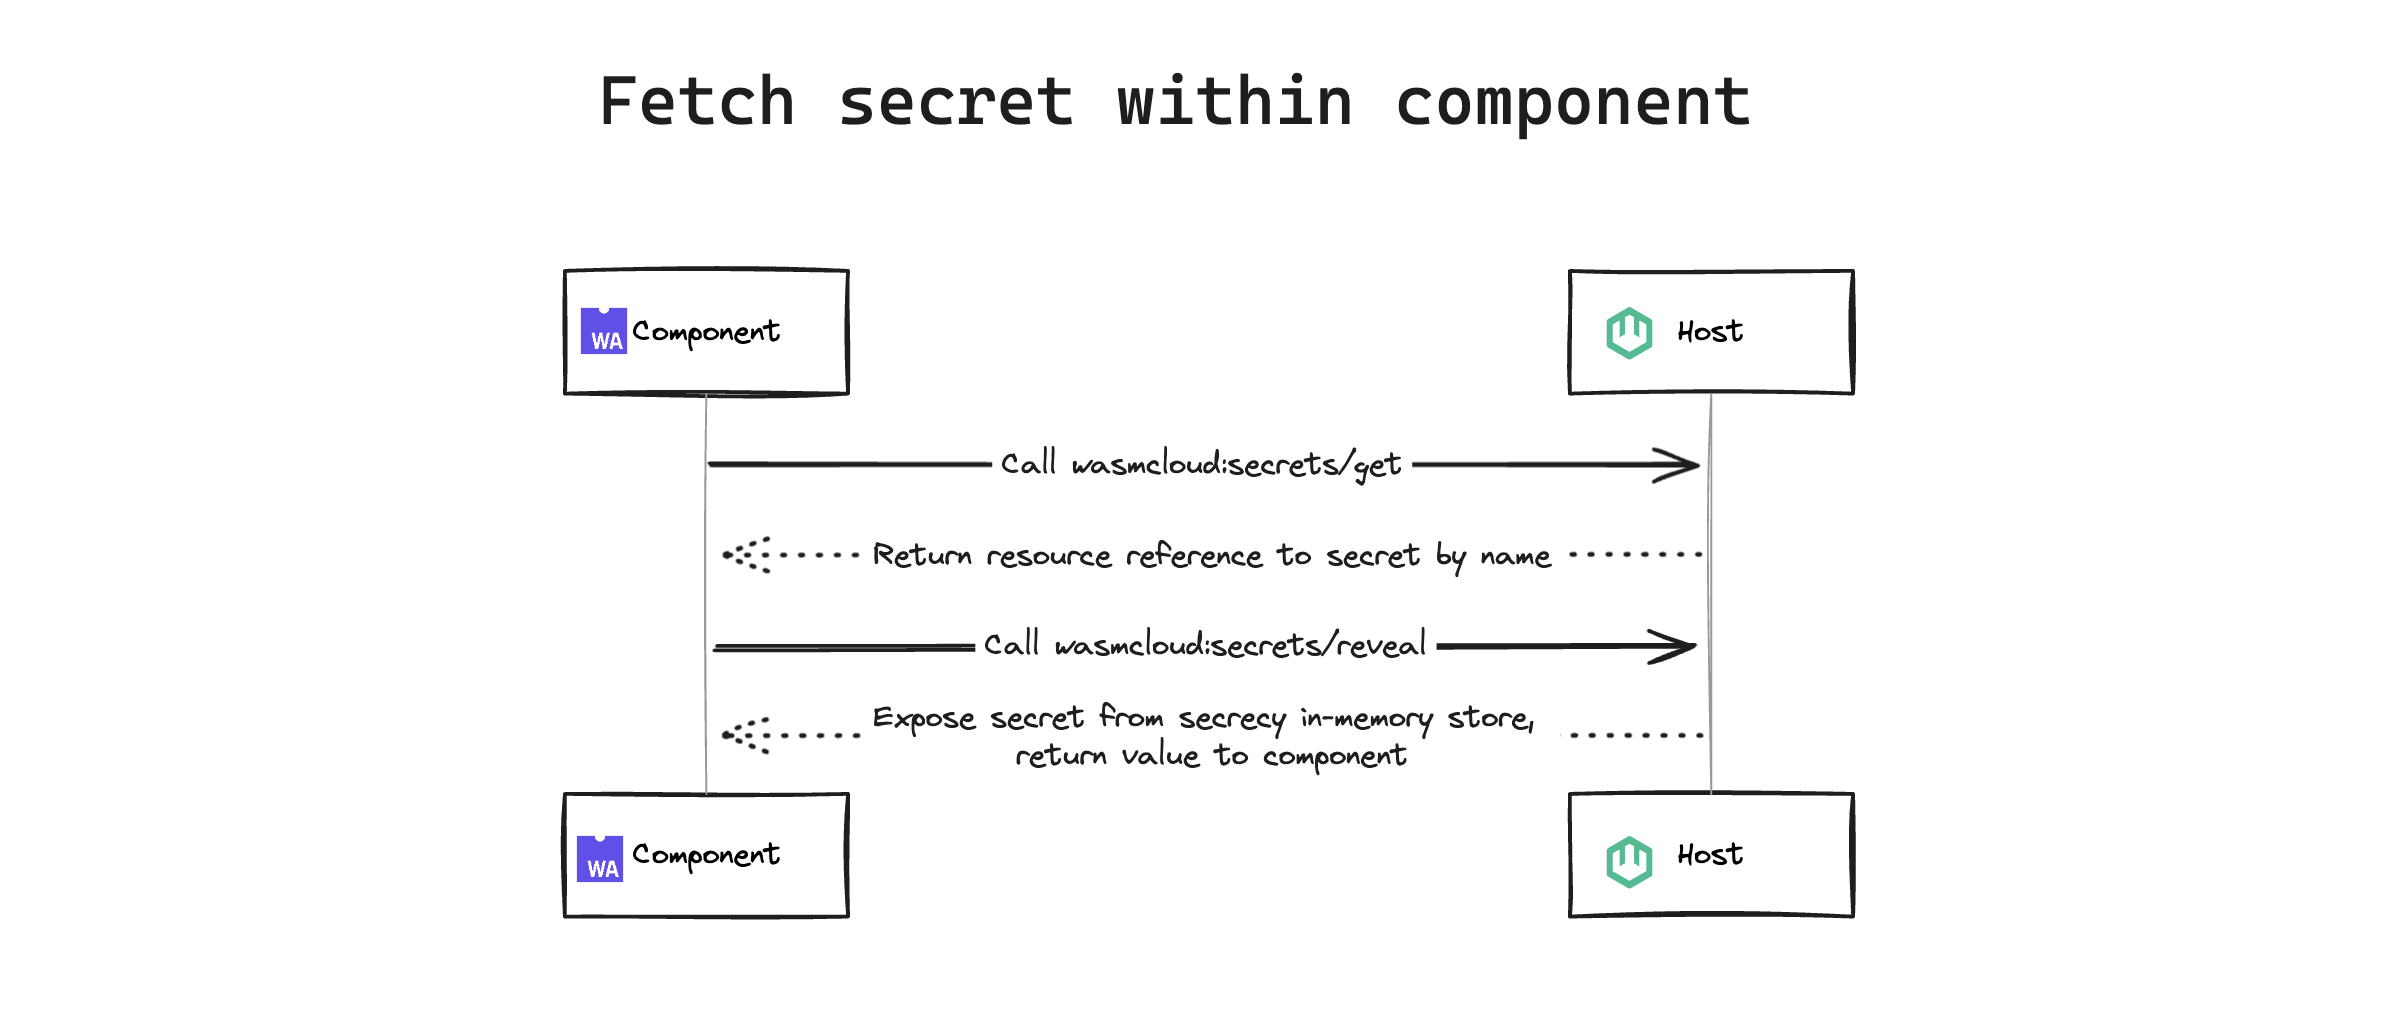 Fetch secret within component
WA Component
Host
Call wasmcloud:secrets/get
Return resource reference to secret by name
Call wasmcloud:secrets/reveal
Expose secret from secrecy in-memory store,
return value to component
WA Component
Host